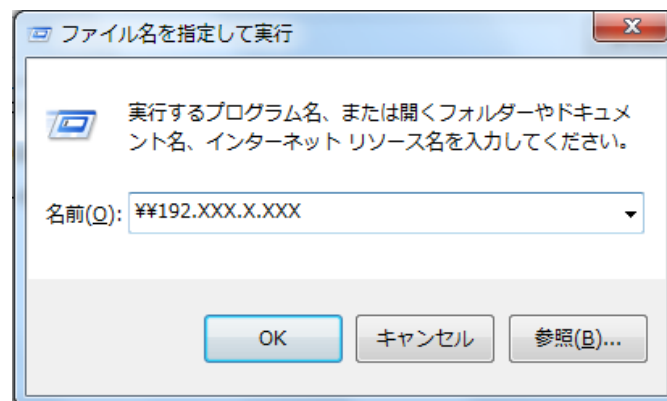 ファイル名を指定して実行
実行するプログラム名、または開くフォルダーやドキュメ
ント名、インターネット リソース名を入力してください。
名前(O): ¥¥192.XXX.X.XXX
OK キャンセル 参照(B)...